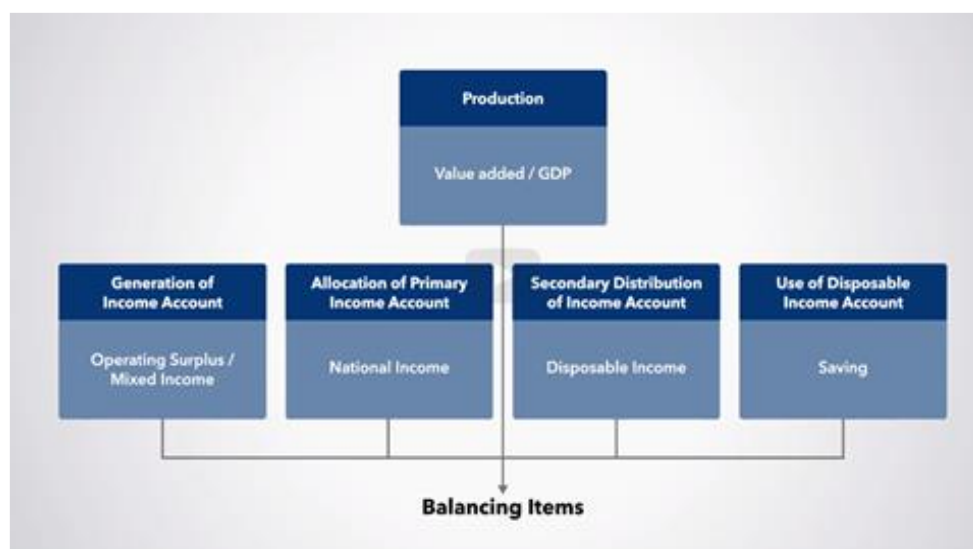 Production
Value added / GDP
Generation of
Income Account
Operating Surplus /
Mixed Income
Allocation of Primary
Income Account
National Income
Secondary Distribution
of Income Account
Disposable Income
Use of Disposable
Income Account
Saving
Balancing Items